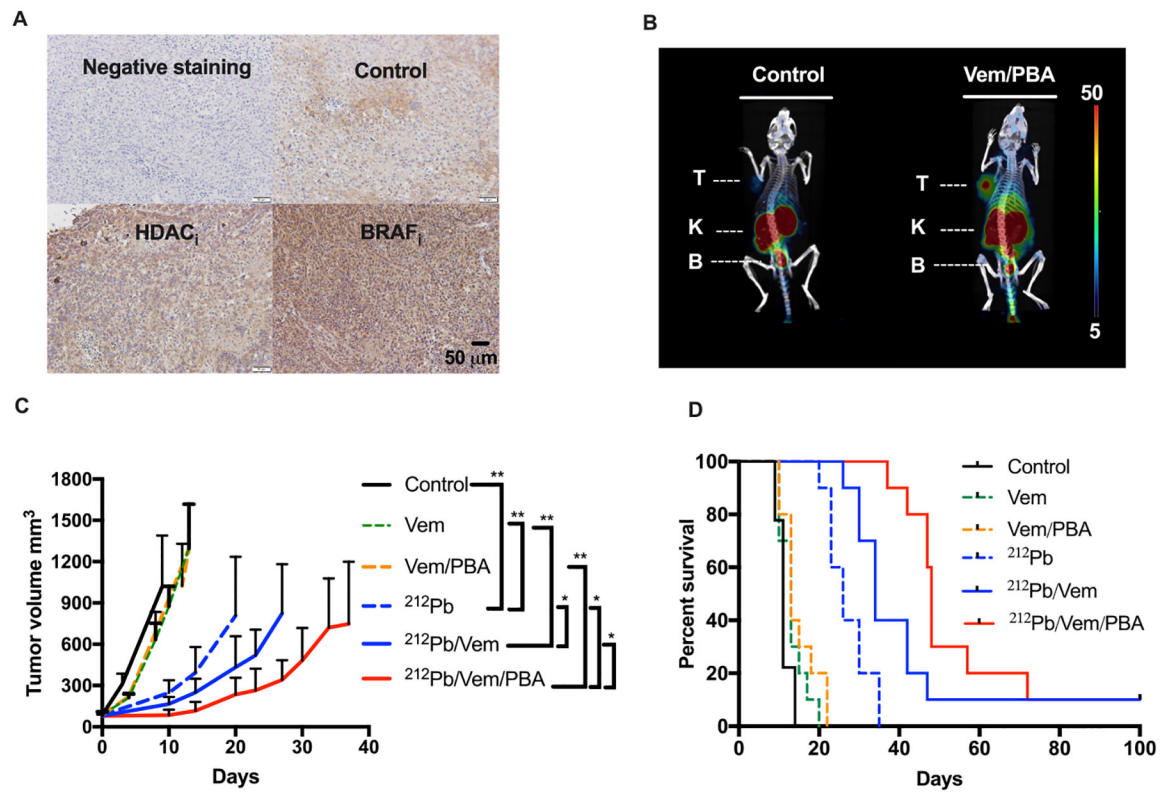 A
Negative staining
Control
HDACi
BRAFi
50 μm
B
Control
Vem/PBA
50
T
T
K
K
B
B
5
C
Tumor volume mm3
1800
1500
1200
900
600
300
0
0 10 20 30 40
Days
Control
Vem
Vem/PBA
212Pb
212Pb/Vem
212Pb/Vem/PBA
**
**
**
**
*
*
*
D
Percent survival
100
80
60
40
20
0
0 20 40 60 80 100
Days
Control
Vem
Vem/PBA
212Pb
212Pb/Vem
212Pb/Vem/PBA